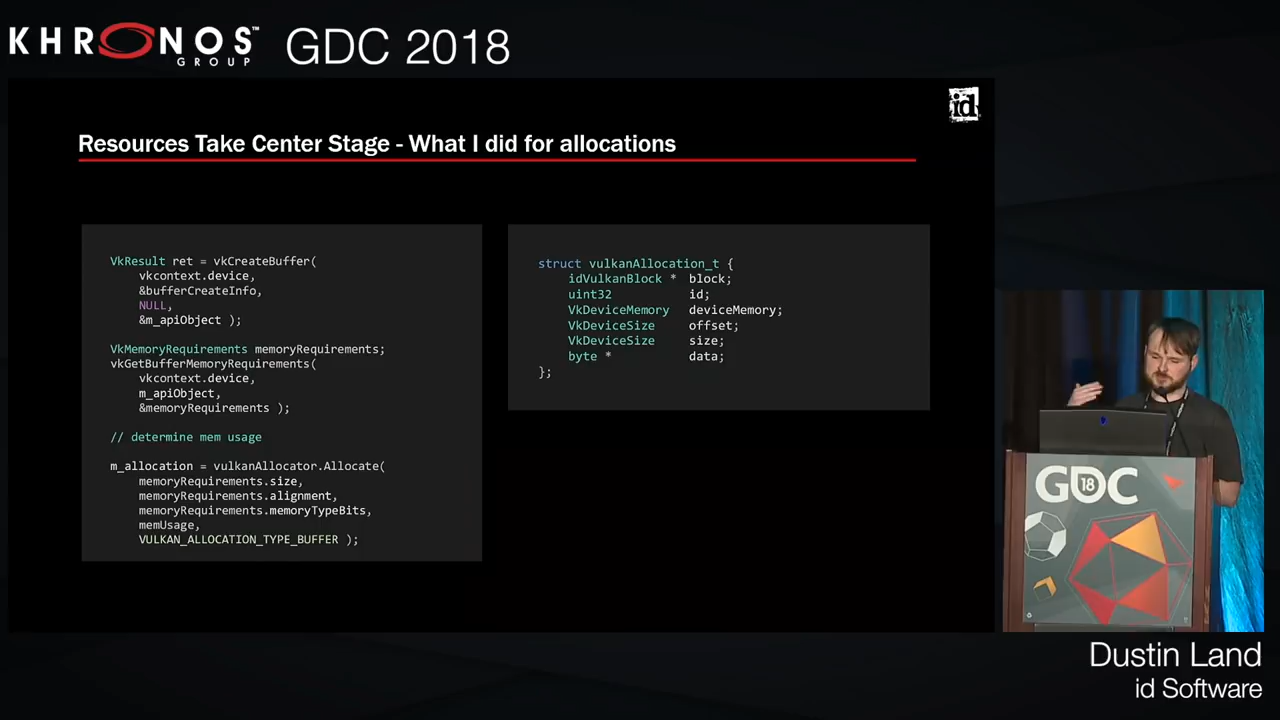 KHRONOS™
GROUP
GDC 2018
id
Resources Take Center Stage - What I did for allocations
VkResult ret = vkCreateBuffer(
vkcontext.device,
&bufferCreateInfo,
NULL,
&m_apiObject );
VkMemoryRequirements memoryRequirements;
vkGetBufferMemoryRequirements(
vkcontext.device,
m_apiObject,
&memoryRequirements );
// determine mem usage
m_allocation = vulkanAllocator.Allocate(
memoryRequirements.size,
memoryRequirements.alignment,
memoryRequirements.memoryTypeBits,
memUsage,
VULKAN_ALLOCATION_TYPE_BUFFER );
struct vulkanAllocation_t {
idVulkanBlock * block;
uint32 id;
VkDeviceMemory deviceMemory;
VkDeviceSize offset;
VkDeviceSize size;
byte * data;
};
GDC 18
Dustin Land
id Software